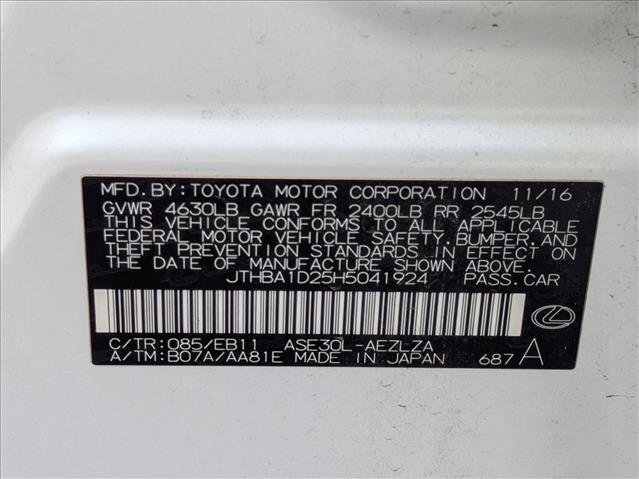 MFD. BY: TOYOTA MOTOR CORPORATION 11/16
GVWR 4630LB GAWR FR 2400LB RR 2545LB
THIS VEHICLE CONFORMS TO ALL APPLICABLE
FEDERAL MOTOR VEHICLE SAFETY, BUMPER, AND
THEFT PREVENTION STANDARDS IN EFFECT ON
THE DATE OF MANUFACTURE SHOWN ABOVE.
JTHBA1D25H5041924 PASS. CAR
C/TR: 085/EB11 ASE30L-AEZLZA
A/TM: B07A/AA81E MADE IN JAPAN 687 A